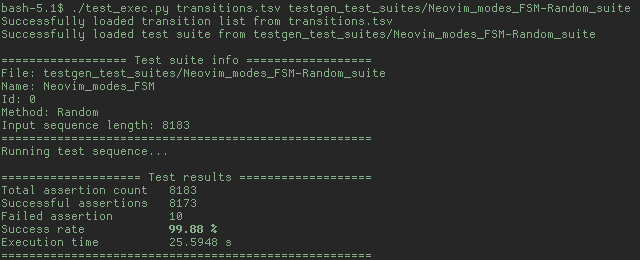 bash-5.1$ ./test_exec.py transitions.tsv testgen_test_suites/Neovim_modes_FSM-Random_suite
Successfully loaded transition list from transitions.tsv
Successfully loaded test suite from testgen_test_suites/Neovim_modes_FSM-Random_suite
================== Test suite info ==================
File: testgen_test_suites/Neovim_modes_FSM-Random_suite
Name: Neovim_modes_FSM
Id: 0
Method: Random
Input sequence length: 8183
=====================================================
Running test sequence...
==================== Test results ===================
Total assertion count   8183
Successful assertions   8173
Failed assertion        10
Success rate            99.88 %
Execution time          25.5948 s
=====================================================